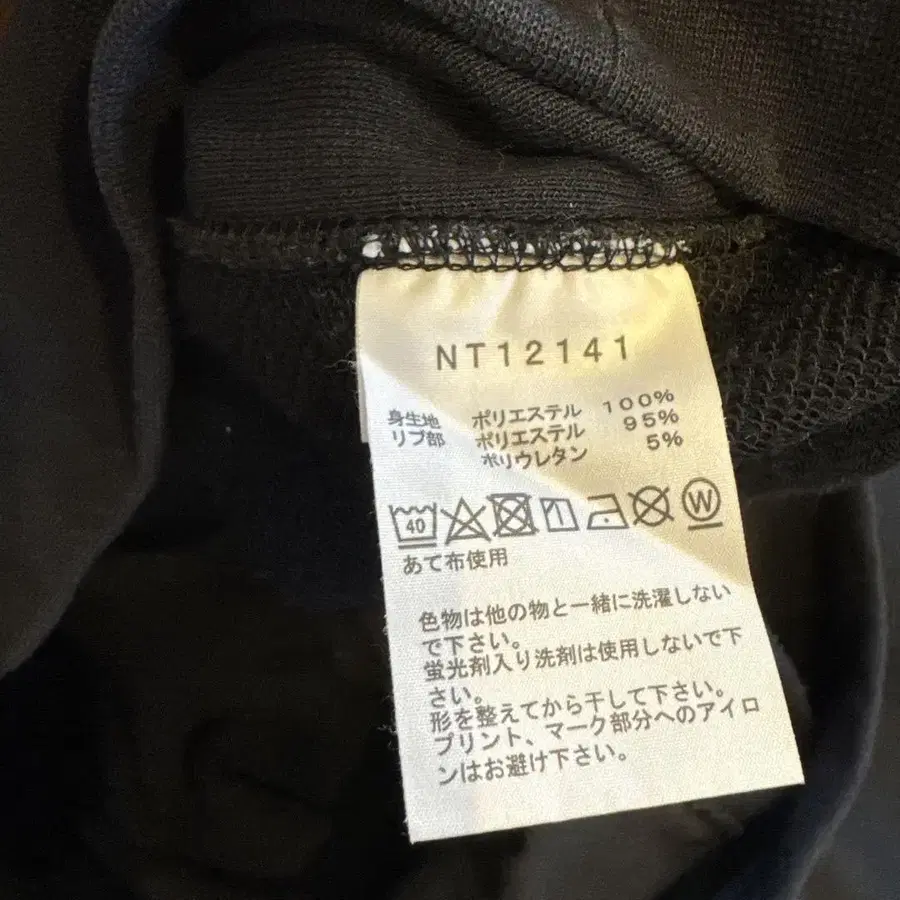 NT12141
身生地 ポリエステル 100%
リブ部 ポリエステル 95%
ポリウレタン 5%
40 W
あて布使用
色物は他の物と一緒に洗濯しない
で下さい。
蛍光剤入り洗剤は使用しないで下
さい。
形を整えてから干して下さい。
プリント、マーク部分へのアイロ
ンはお避け下さい。